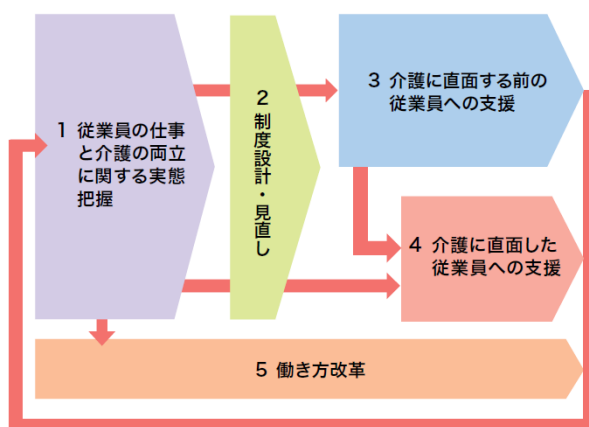 1 従業員の仕事
と介護の両立
に関する実態
把握
2 制度設計・見直し
3 介護に直面する前の
従業員への支援
4 介護に直面した
従業員への支援
5 働き方改革